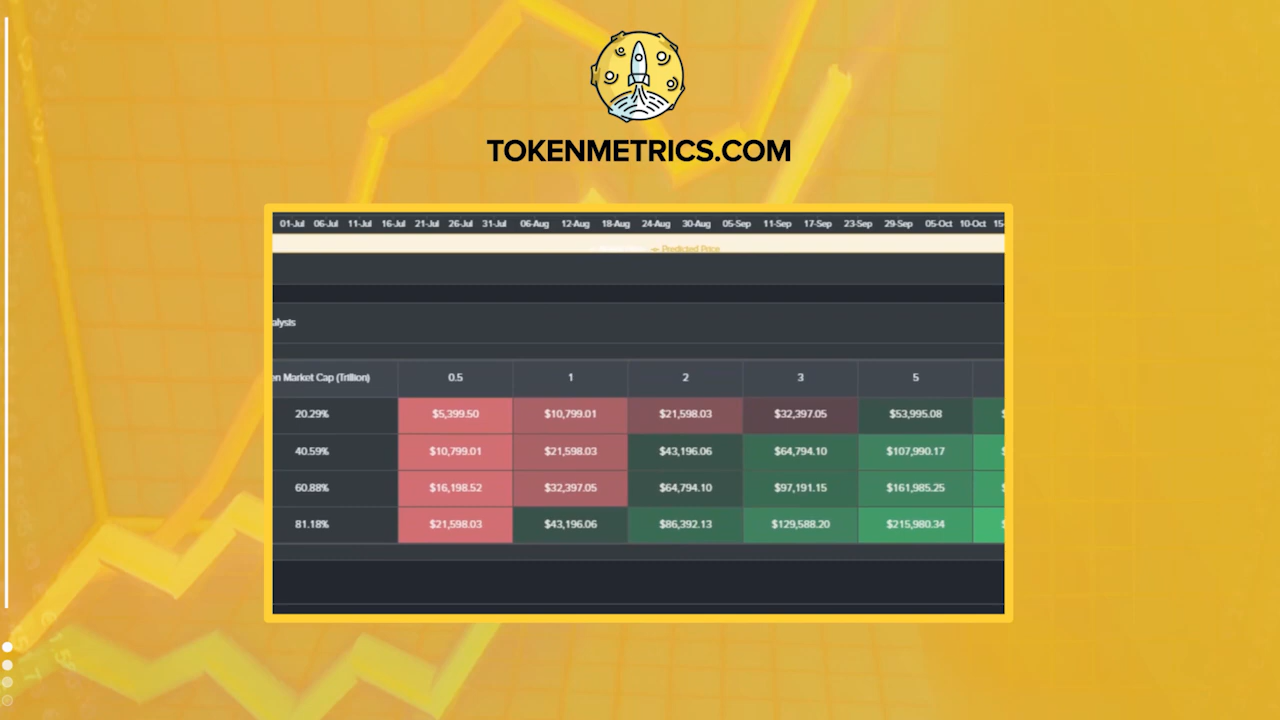 TOKENMETRICS.COM
01-Jul 06-Jul 11-Jul 16-Jul 21-Jul 26-Jul 31-Jul 06-Aug 12-Aug 18-Aug 24-Aug 30-Aug 05-Sep 11-Sep 17-Sep 23-Sep 29-Sep 05-Oct 10-Oct 15-
Predicted Price
alysis
en Market Cap (Trillion) 0.5 1 2 3 5
20.29% $5,399.50 $10,799.01 $21,598.03 $32,397.05 $53,995.08 $
40.59% $10,799.01 $21,598.03 $43,196.06 $64,794.10 $107,990.17 $
60.88% $16,198.52 $32,397.05 $64,794.10 $97,191.15 $161,985.25 $
81.18% $21,598.03 $43,196.06 $86,392.13 $129,588.20 $215,980.34 $